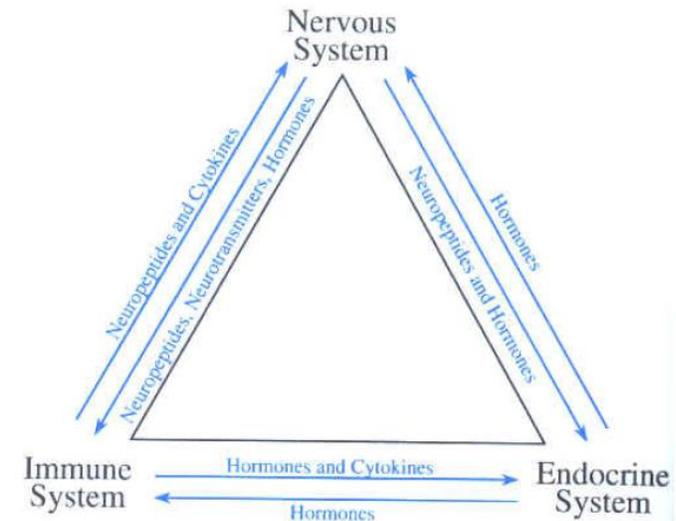 Nervous
System
Neuropeptides and Cytokines
Neuropeptides, Neurotransmitters, Hormones
Neuropeptides and Hormones
Hormones
Immune
System
Hormones and Cytokines
Hormones
Endocrine
System